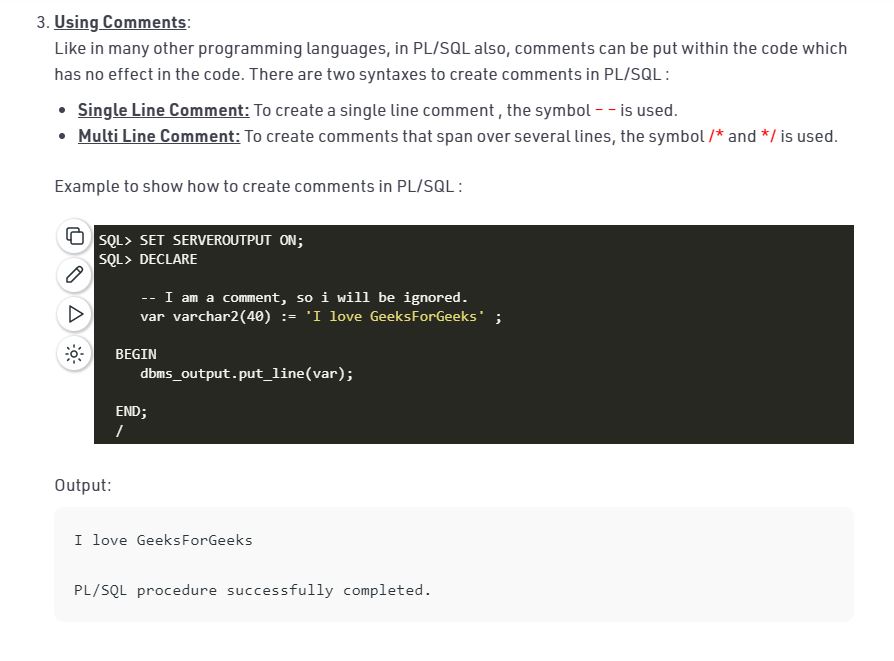 3. Using Comments:
Like in many other programming languages, in PL/SQL also, comments can be put within the code which
has no effect in the code. There are two syntaxes to create comments in PL/SQL :
• Single Line Comment: To create a single line comment , the symbol – – is used.
• Multi Line Comment: To create comments that span over several lines, the symbol /* and */ is used.
Example to show how to create comments in PL/SQL :
SQL> SET SERVEROUTPUT ON;
SQL> DECLARE
-- I am a comment, so i will be ignored.
var varchar2(40) := 'I love GeeksForGeeks' ;
BEGIN
dbms_output.put_line(var);
END;
/
Output:
I love GeeksForGeeks
PL/SQL procedure successfully completed.